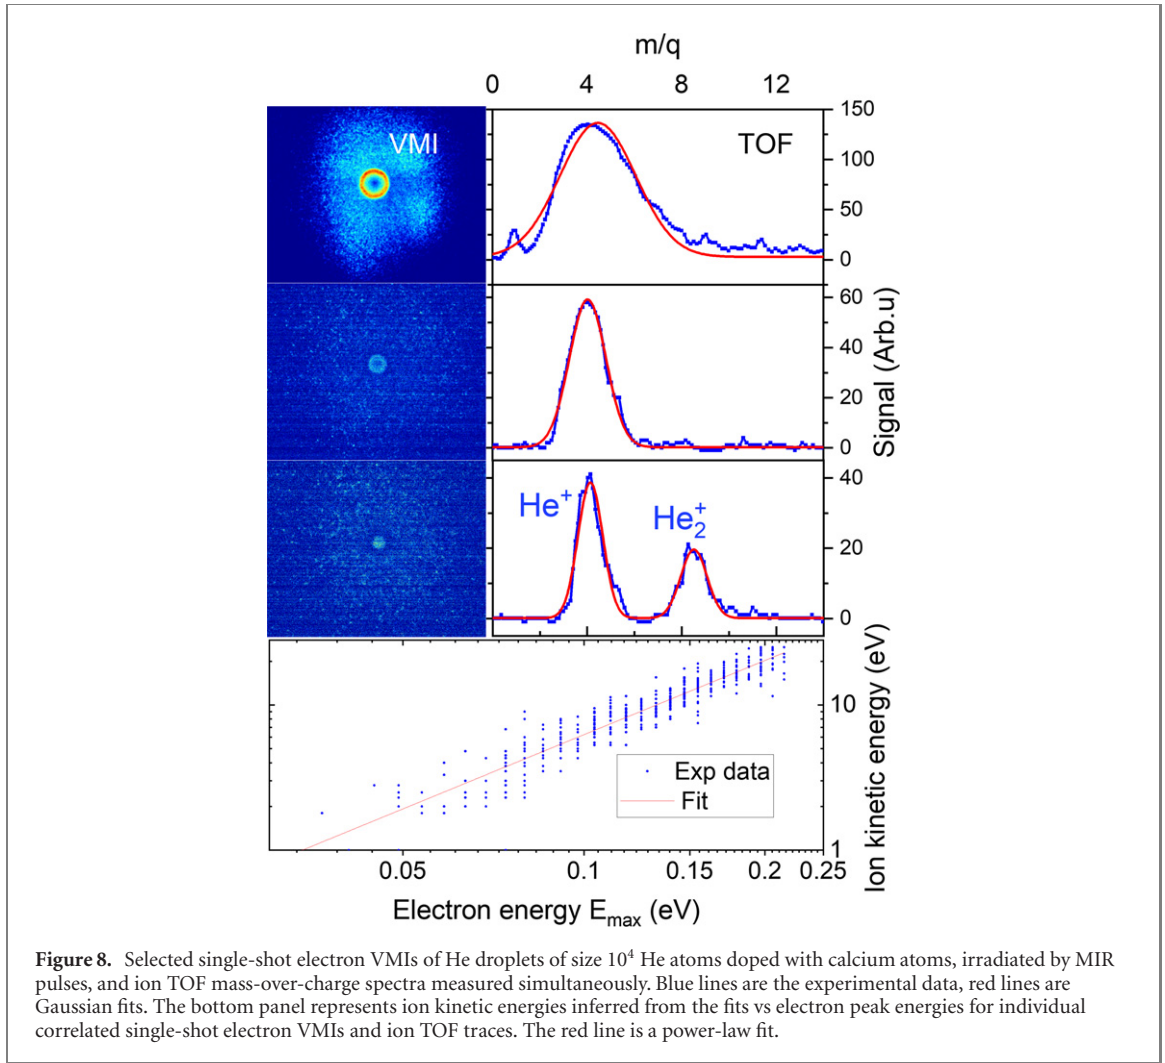 m/q
0 4 8 12
VMI
TOF
150
100
50
0
60
40
20
0
Signal (Arb.u)
He⁺
He₂⁺
40
20
0
10
1
Ion kinetic energy (eV)
Exp data
Fit
0.05 0.1 0.15 0.2 0.25
Electron energy Eₘₐₓ (eV)
Figure 8. Selected single-shot electron VMIs of He droplets of size 10⁴ He atoms doped with calcium atoms, irradiated by MIR
pulses, and ion TOF mass-over-charge spectra measured simultaneously. Blue lines are the experimental data, red lines are
Gaussian fits. The bottom panel represents ion kinetic energies inferred from the fits vs electron peak energies for individual
correlated single-shot electron VMIs and ion TOF traces. The red line is a power-law fit.